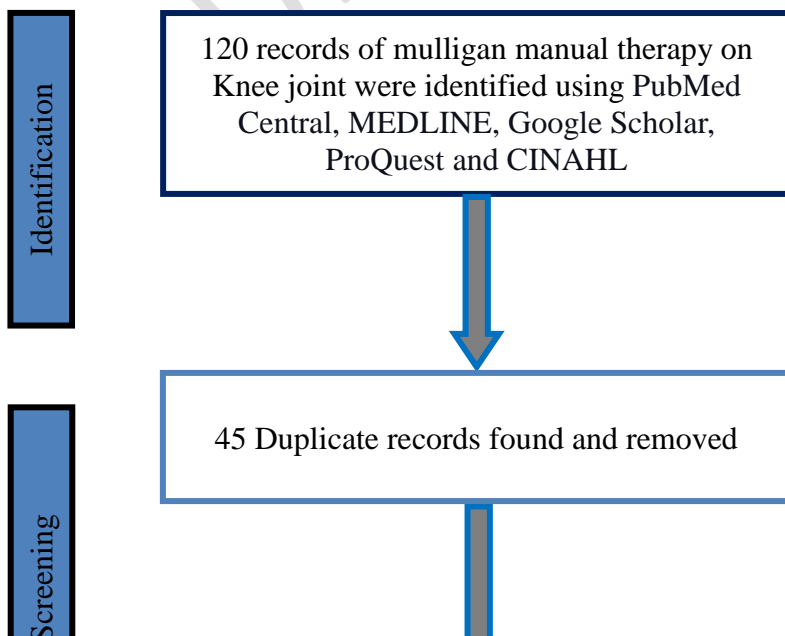 Identification
120 records of mulligan manual therapy on
Knee joint were identified using PubMed
Central, MEDLINE, Google Scholar,
ProQuest and CINAHL
45 Duplicate records found and removed
Screening